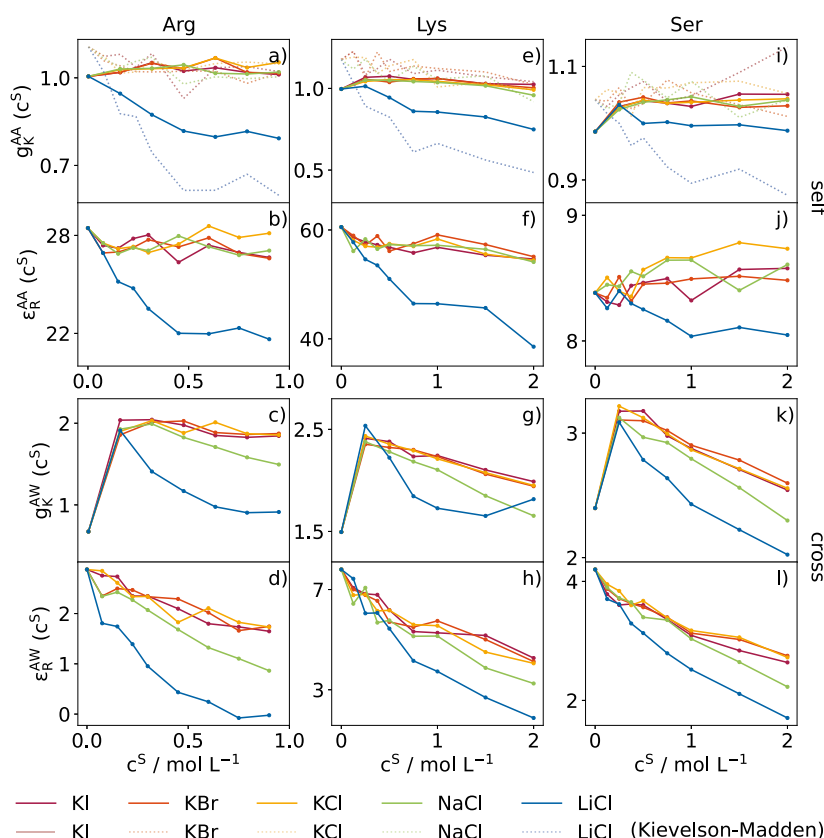 Arg Lys Ser
a) e) i)
1.0 1.0 1.1
0.7 0.5 0.9
g_K^AA (c^S)
self
b) f) j)
28 60 9
22 40 8
ε_R^AA (c^S)
0.0 0.5 1.0 0 1 2 0 1 2
c) g) k)
2 2.5 3
1 1.5 2
g_K^AW (c^S)
cross
d) h) l)
2 7 4
1 3 2
0
ε_R^AW (c^S)
0.0 0.5 1.0 0 1 2 0 1 2
c^S / mol L^−1 c^S / mol L^−1 c^S / mol L^−1
KI KBr KCl NaCl LiCl
KI KBr KCl NaCl LiCl (Kievelson-Madden)